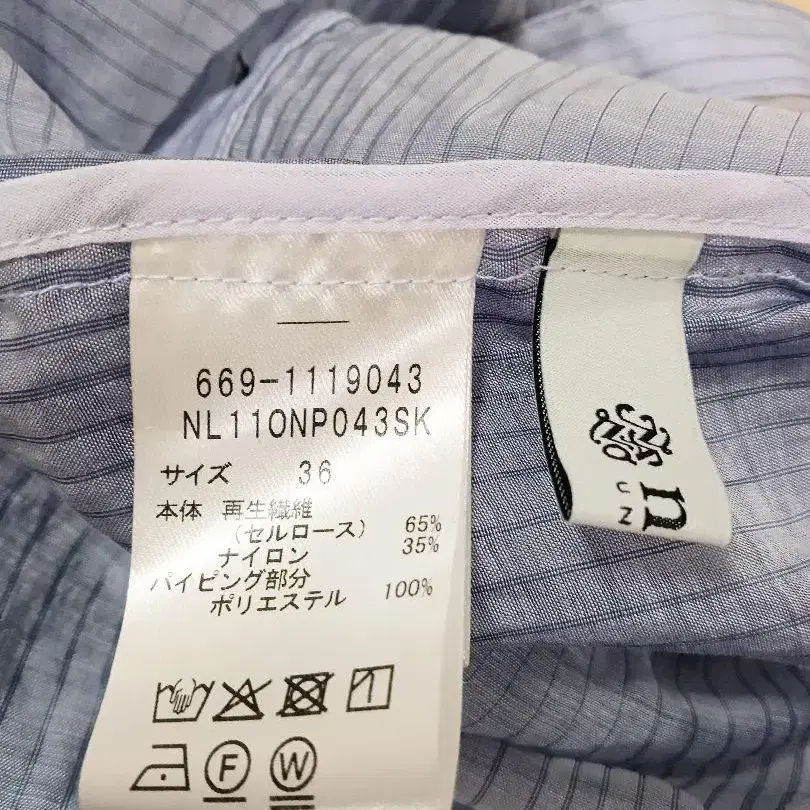 669-1119043
NL110NP043SK
サイズ 36
本体 再生繊維
（セルロース） 65%
ナイロン 35%
パイピング部分
ポリエステル 100%
F W
n
U Z